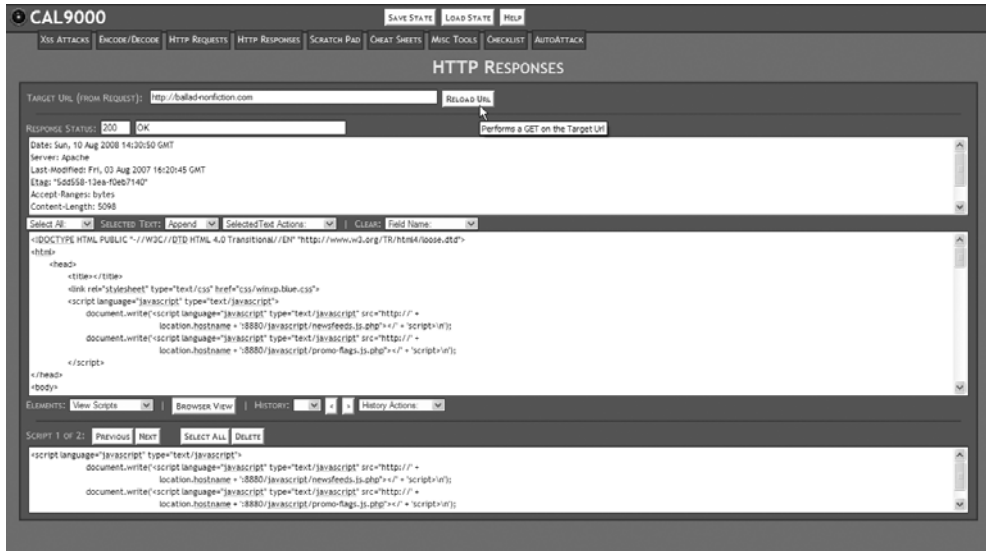 CAL9000
SAVE STATE LOAD STATE HELP
XSS ATTACKS ENCODE/DECODE HTTP REQUESTS HTTP RESPONSES SCRATCH PAD CHEAT SHEETS MISC TOOLS CHECKLIST AUTOATTACK
HTTP RESPONSES
TARGET URL (FROM REQUEST): http://ballad-nonfiction.com RELOAD URL
RESPONSE STATUS: 200 OK
Performs a GET on the Target Url
Date: Sun, 10 Aug 2008 14:30:50 GMT
Server: Apache
Last-Modified: Fri, 03 Aug 2007 16:20:45 GMT
Etag: "5dd558-13ea-f0eb7140"
Accept-Ranges: bytes
Content-Length: 5098
Select All: SELECTED TEXT: Append SelectedText Actions: | CLEAR: Field Name:
<!DOCTYPE HTML PUBLIC "-//W3C//DTD HTML 4.0 Transitional//EN" "http://www.w3.org/TR/html4/loose.dtd">
<html>
<head>
<title></title>
<link rel="stylesheet" type="text/css" href="css/winxp.blue.css">
<script language="javascript" type="text/javascript">
document.write('<script language="javascript" type="text/javascript" src="http://' +
location.hostname + ':8880/javascript/newsfeeds.js.php"></' + 'script>\n');
document.write('<script language="javascript" type="text/javascript" src="http://' +
location.hostname + ':8880/javascript/promo-flags.js.php"></' + 'script>\n');
</script>
</head>
<body>
ELEMENTS: View Scripts | BROWSER VIEW | HISTORY: < > History Actions:
SCRIPT 1 OF 2: PREVIOUS NEXT SELECT ALL DELETE
<script language="javascript" type="text/javascript">
document.write('<script language="javascript" type="text/javascript" src="http://' +
location.hostname + ':8880/javascript/newsfeeds.js.php"></' + 'script>\n');
document.write('<script language="javascript" type="text/javascript" src="http://' +
location.hostname + ':8880/javascript/promo-flags.js.php"></' + 'script>\n');